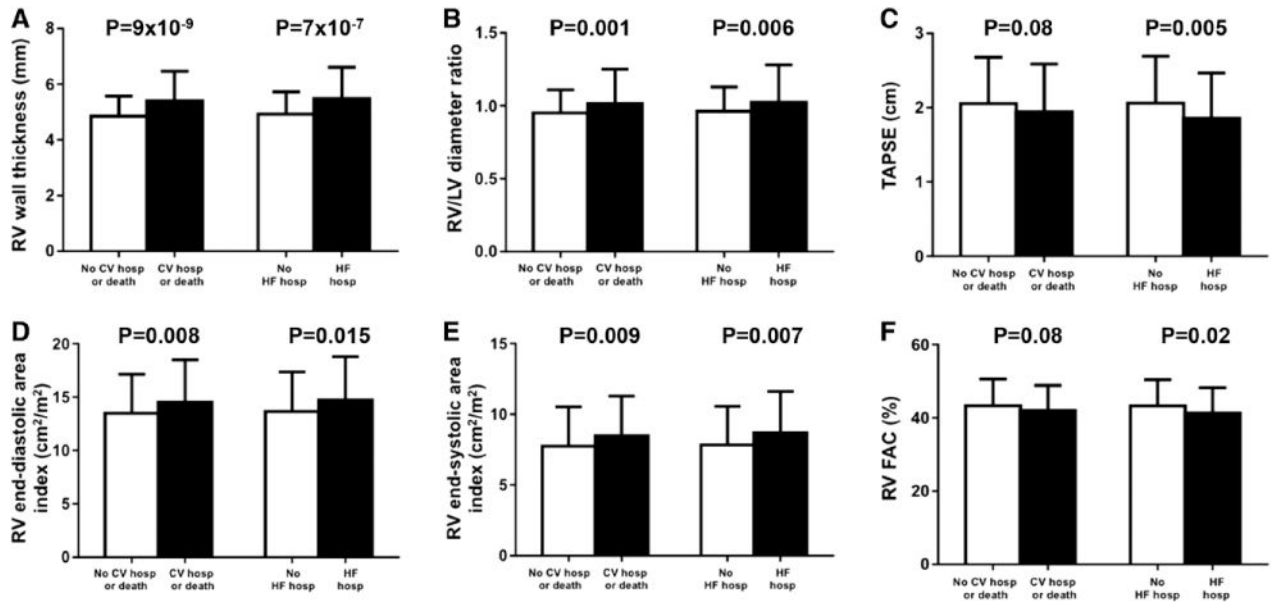 A
P=9x10⁻⁹
P=7x10⁻⁷
RV wall thickness (mm)
8
6
4
2
0
No CV hosp
or death
CV hosp
or death
No
HF hosp
HF
hosp
B
P=0.001
P=0.006
RV/LV diameter ratio
1.5
1.0
0.5
0.0
No CV hosp
or death
CV hosp
or death
No
HF hosp
HF
hosp
C
P=0.08
P=0.005
TAPSE (cm)
3
2
1
0
No CV hosp
or death
CV hosp
or death
No
HF hosp
HF
hosp
D
P=0.008
P=0.015
RV end-diastolic area
index (cm²/m²)
20
15
10
5
0
No CV hosp
or death
CV hosp
or death
No
HF hosp
HF
hosp
E
P=0.009
P=0.007
RV end-systolic area
index (cm²/m²)
15
10
5
0
No CV hosp
or death
CV hosp
or death
No
HF hosp
HF
hosp
F
P=0.08
P=0.02
RV FAC (%)
60
40
20
0
No CV hosp
or death
CV hosp
or death
No
HF hosp
HF
hosp